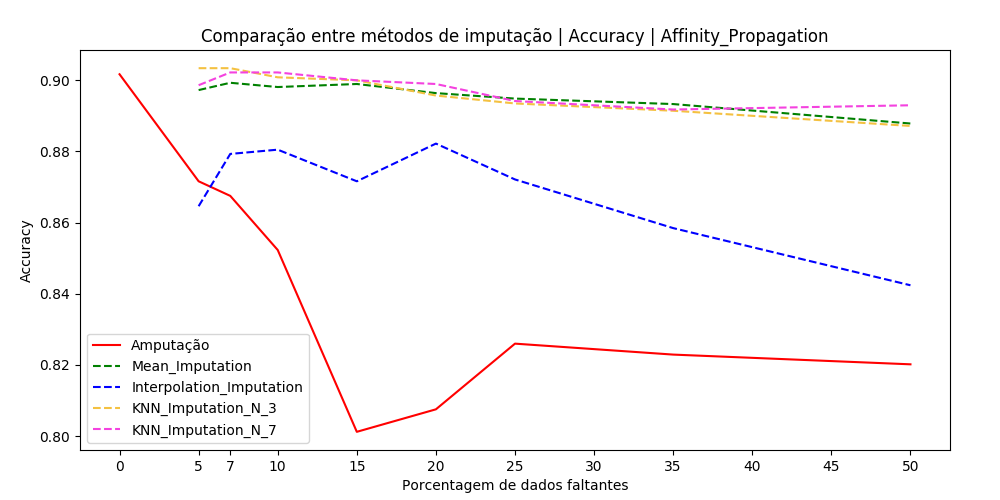 Comparação entre métodos de imputação | Accuracy | Affinity_Propagation
0.90
0.88
0.86
0.84
0.82
0.80
Accuracy
Amputação
Mean_Imputation
Interpolation_Imputation
KNN_Imputation_N_3
KNN_Imputation_N_7
0 5 7 10 15 20 25 30 35 40 45 50
Porcentagem de dados faltantes